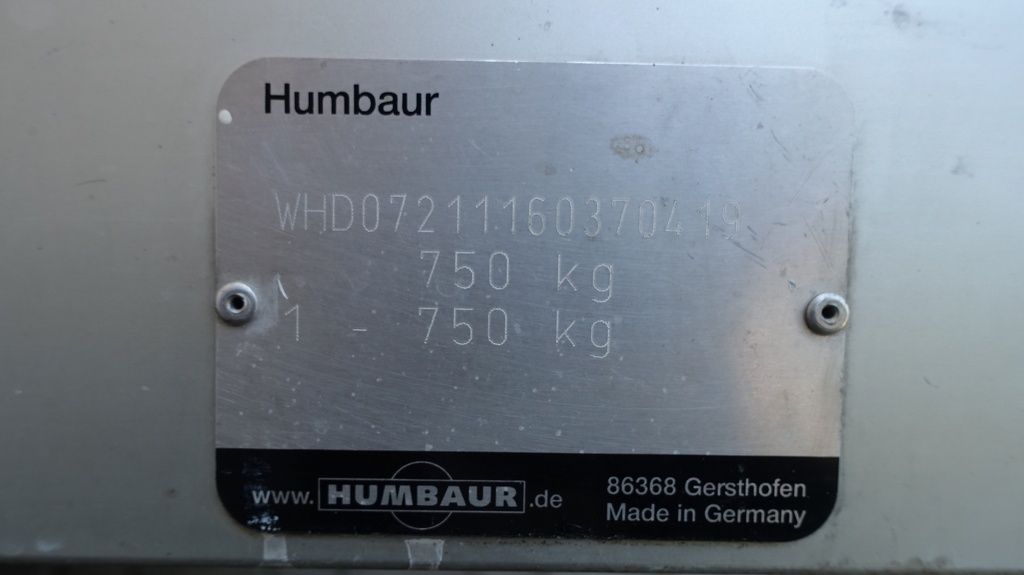 Humbaur
WHD07211160370419
750 kg
1 - 750 kg
www.HUMBAUR.de
86368 Gersthofen
Made in Germany